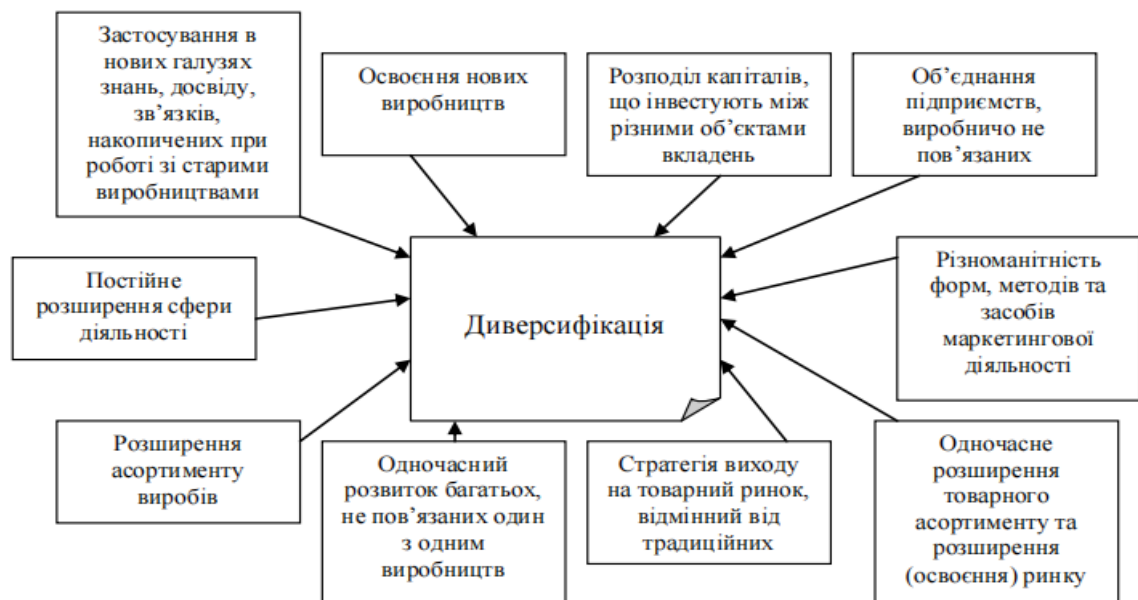 Застосування в
нових галузях
знань, досвіду,
зв’язків,
накопичених при
роботі зі старими
виробництвами
Освоєння нових
виробництв
Розподіл капіталів,
що інвестують між
різними об’єктами
вкладень
Об’єднання
підприємств,
виробничо не
пов’язаних
Постійне
розширення сфери
діяльності
Диверсифікація
Різноманітність
форм, методів та
засобів
маркетингової
діяльності
Розширення
асортименту
виробів
Одночасний
розвиток багатьох,
не пов’язаних один
з одним
виробництв
Стратегія виходу
на товарний ринок,
відмінний від
традиційних
Одночасне
розширення
товарного
асортименту та
розширення
(освоєння) ринку